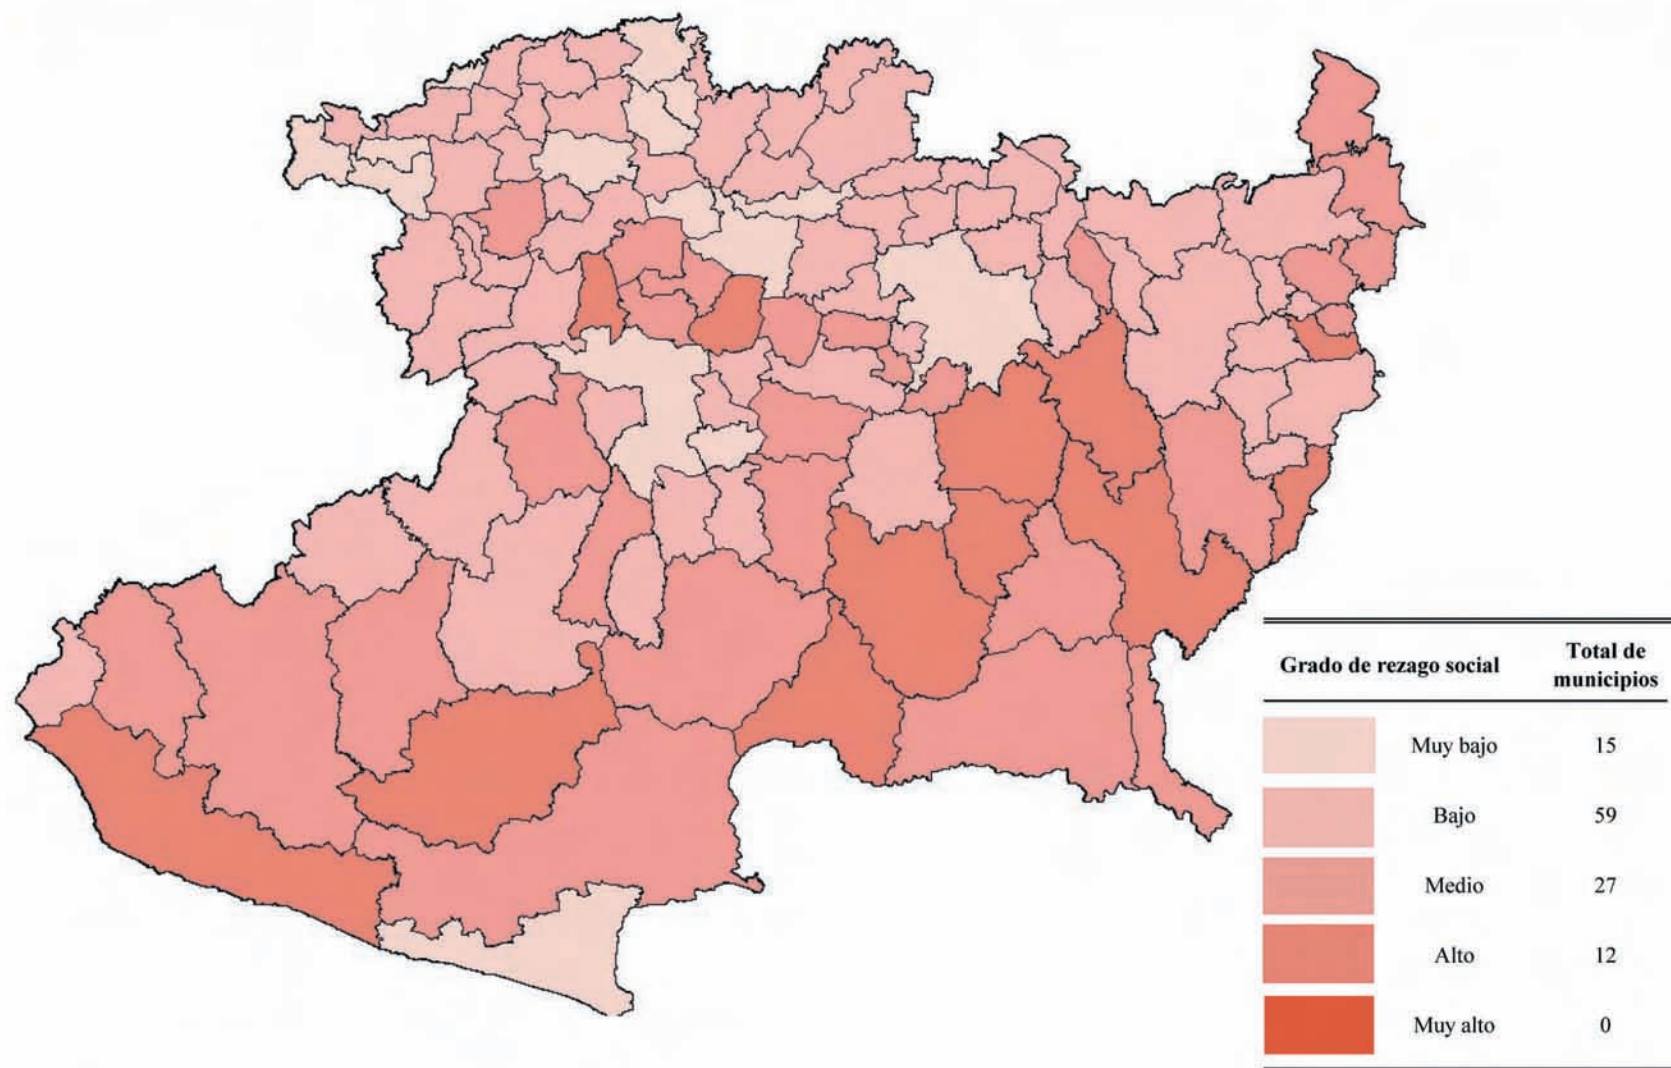 Grado de rezago social Total de municipios
Muy bajo 15
Bajo 59
Medio 27
Alto 12
Muy alto 0